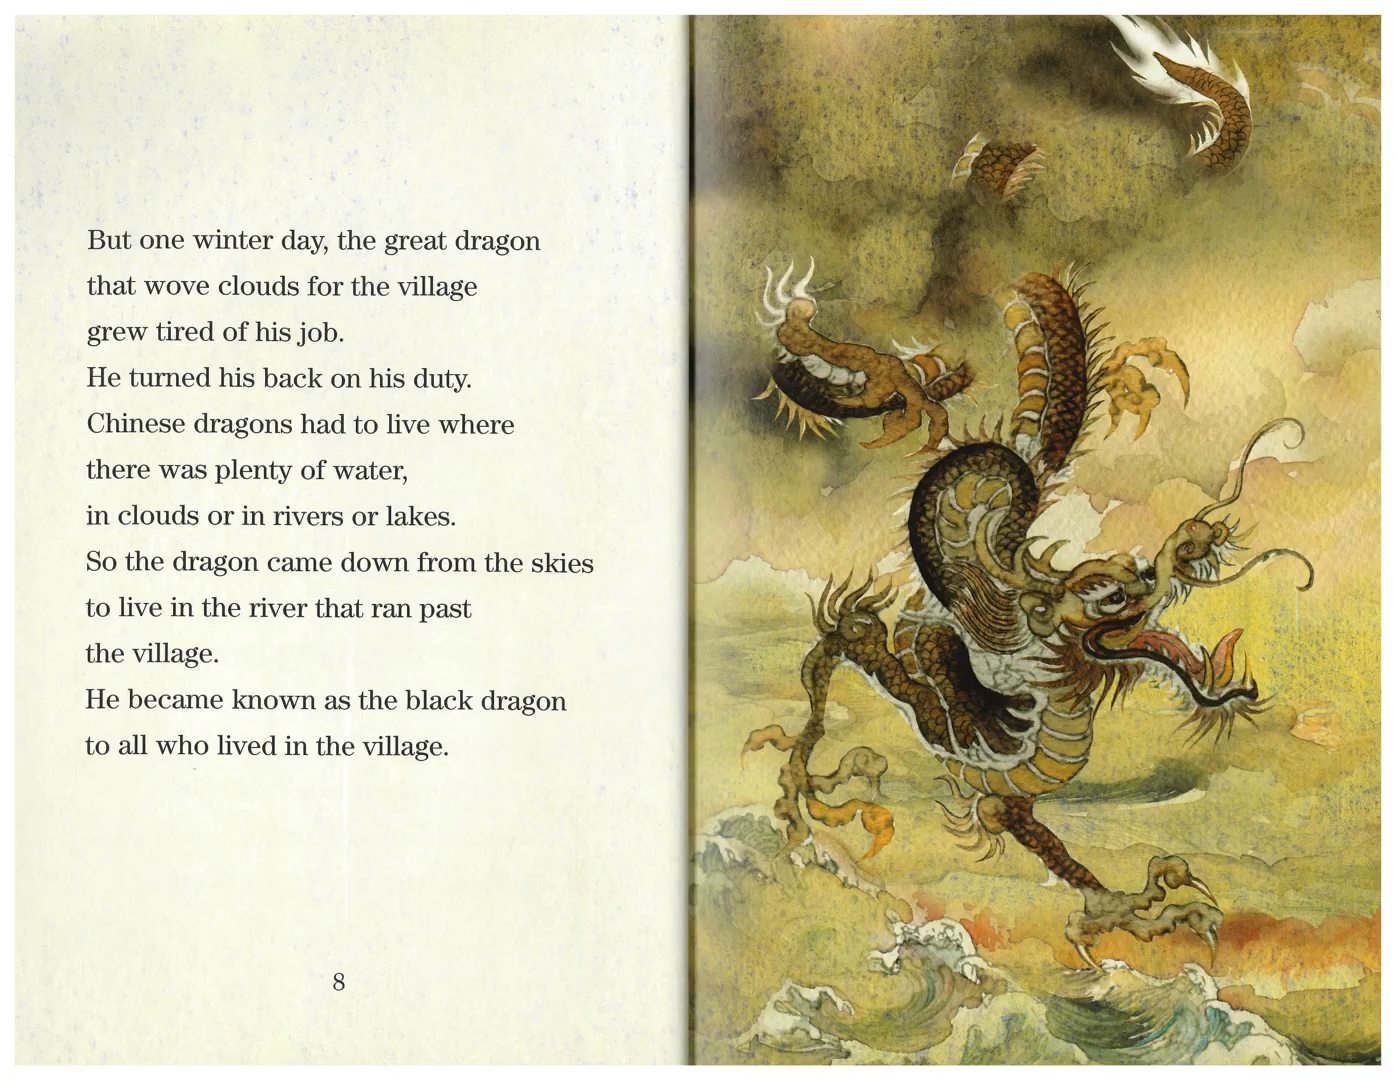 But one winter day, the great dragon
that wove clouds for the village
grew tired of his job.
He turned his back on his duty.
Chinese dragons had to live where
there was plenty of water,
in clouds or in rivers or lakes.
So the dragon came down from the skies
to live in the river that ran past
the village.
He became known as the black dragon
to all who lived in the village.
8